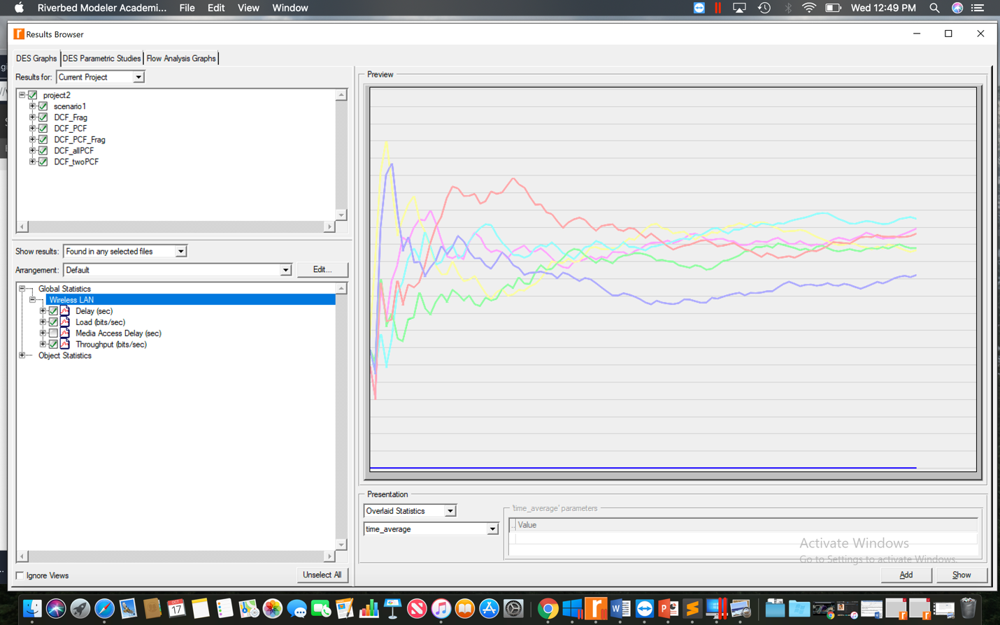 Riverbed Modeler Academi... File Edit View Window Wed 12:49 PM
Results Browser
DES Graphs DES Parametric Studies Flow Analysis Graphs
Results for: Current Project
project2
scenario1
DCF_Frag
DCF_PCF
DCF_PCF_Frag
DCF_allPCF
DCF_twoPCF
Show results: Found in any selected files
Arrangement: Default Edit...
Global Statistics
Wireless LAN
Delay (sec)
Load (bits/sec)
Media Access Delay (sec)
Throughput (bits/sec)
Object Statistics
Ignore Views Unselect All
Preview
Presentation
Overlaid Statistics
time_average
'time_average' parameters
.. Value
Activate Windows
Go to Settings to activate Windows.
Add Show
OCT
17